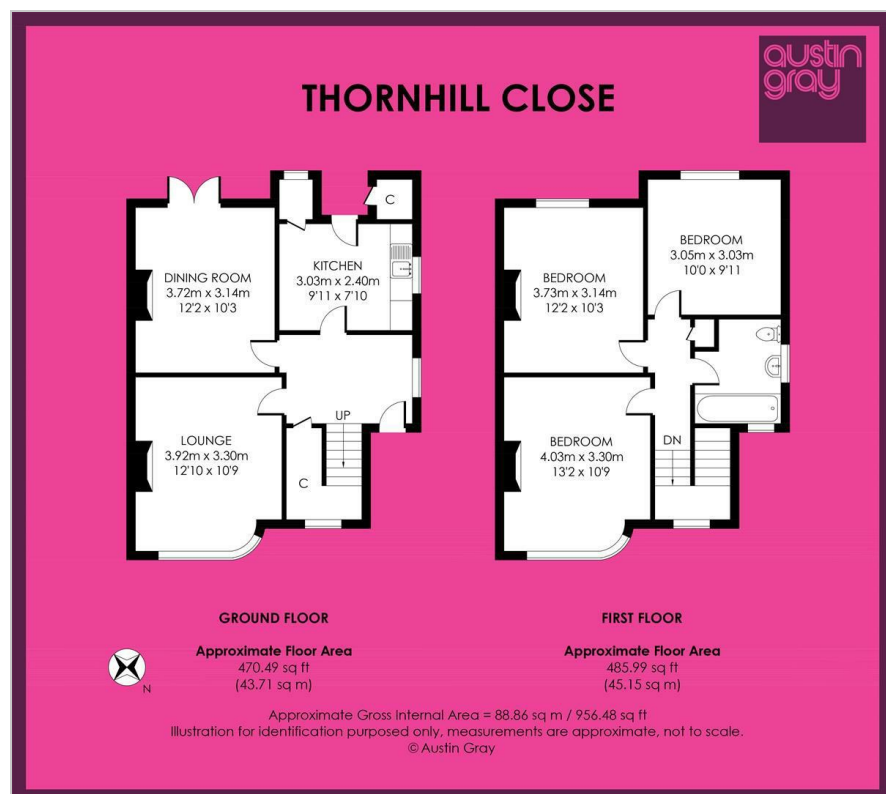 austin
gray
THORNHILL CLOSE
C
KITCHEN
3.03m x 2.40m
9'11 x 7'10
DINING ROOM
3.72m x 3.14m
12'2 x 10'3
UP
LOUNGE
3.92m x 3.30m
12'10 x 10'9
C
BEDROOM
3.05m x 3.03m
10'0 x 9'11
BEDROOM
3.73m x 3.14m
12'2 x 10'3
BEDROOM
4.03m x 3.30m
13'2 x 10'9
DN
GROUND FLOOR
Approximate Floor Area
470.49 sq ft
(43.71 sq m)
FIRST FLOOR
Approximate Floor Area
485.99 sq ft
(45.15 sq m)
N
Approximate Gross Internal Area = 88.86 sq m / 956.48 sq ft
Illustration for identification purposed only, measurements are approximate, not to scale.
© Austin Gray